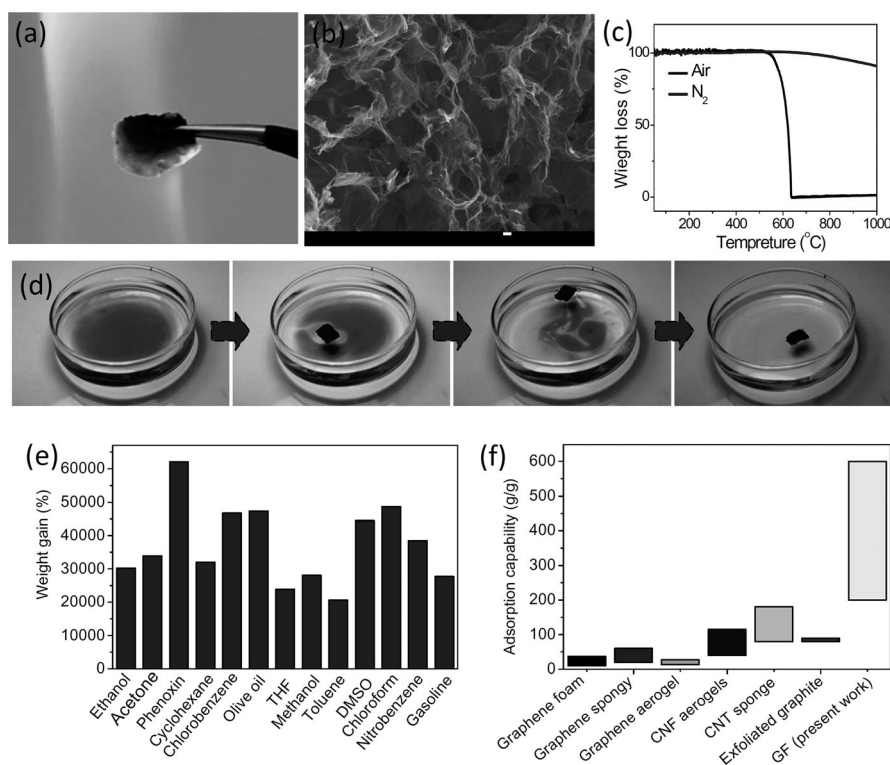 (a)
(b)
(c)
100
50
0
Air
N2
Wieght loss (%)
200 400 600 800 1000
Tempreture (°C)
(d)
(e)
60000
50000
40000
30000
20000
10000
0
Weight gain (%)
Ethanol
Acetone
Phenoxin
Cyclohexane
Chlorobenzene
Olive oil
THF
Methanol
Toluene
DMSO
Chloroform
Nitrobenzene
Gasoline
(f)
600
500
400
300
200
100
0
Adsorption capability (g/g)
Graphene foam
Graphene spongy
Graphene aerogel
CNF aerogels
CNT sponge
Exfoliated graphite
GF (present work)